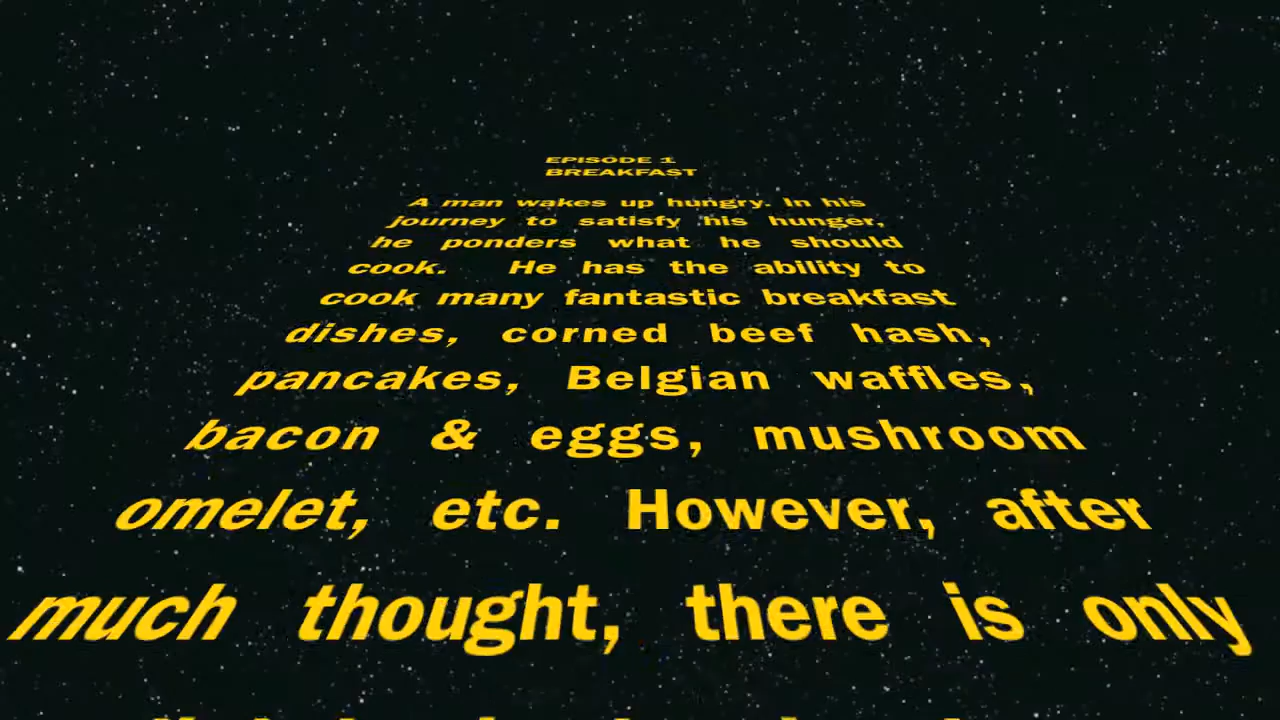 EPISODE 1
BREAKFAST
A man wakes up hungry. In his
journey to satisfy his hunger,
he ponders what he should
cook. He has the ability to
cook many fantastic breakfast
dishes, corned beef hash,
pancakes, Belgian waffles,
bacon & eggs, mushroom
omelet, etc. However, after
much thought, there is only